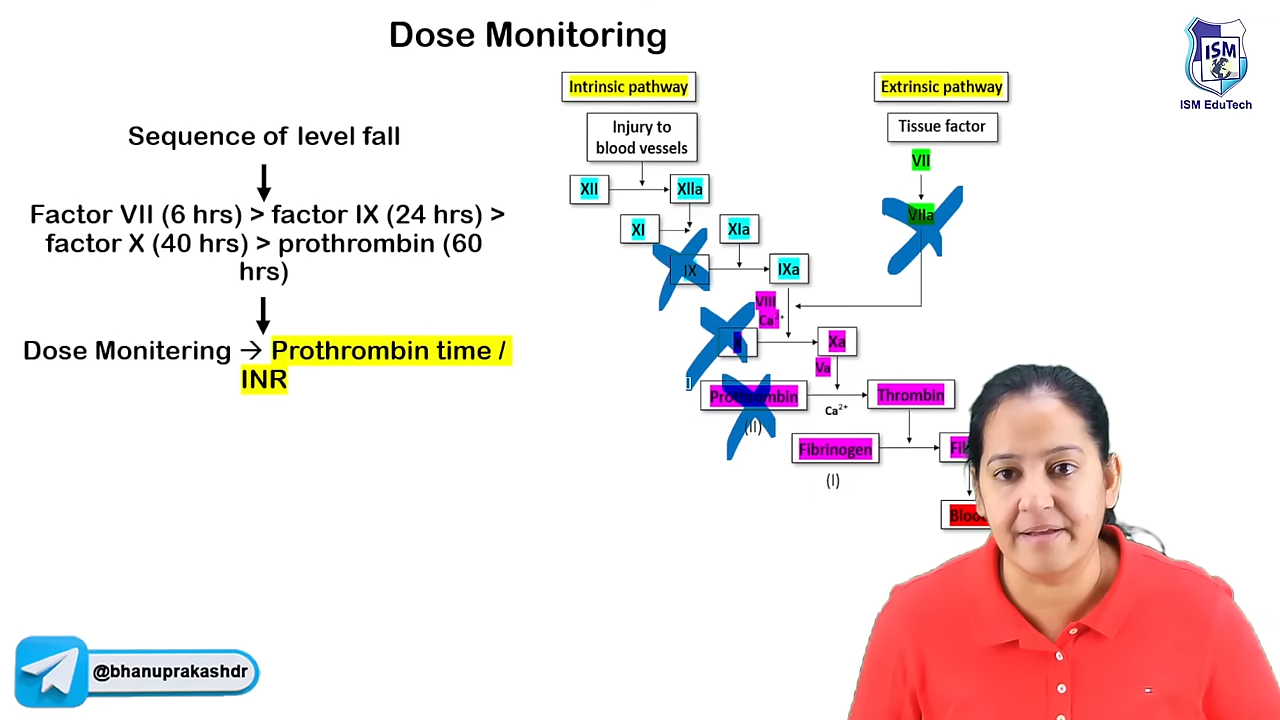 Dose Monitoring
ISM
ISM EduTech
Sequence of level fall
Factor VII (6 hrs) > factor IX (24 hrs) >
factor X (40 hrs) > prothrombin (60
hrs)
Dose Monitering → Prothrombin time /
INR
Intrinsic pathway
Extrinsic pathway
Injury to
blood vessels
Tissue factor
VII
XII
XIIa
VIIa
XI
XIa
IX
IXa
VIII
Ca²⁺
Xa
Va
Prothrombin
Thrombin
Ca²⁺
(II)
Fibrinogen
(I)
@bhanuprakashdr